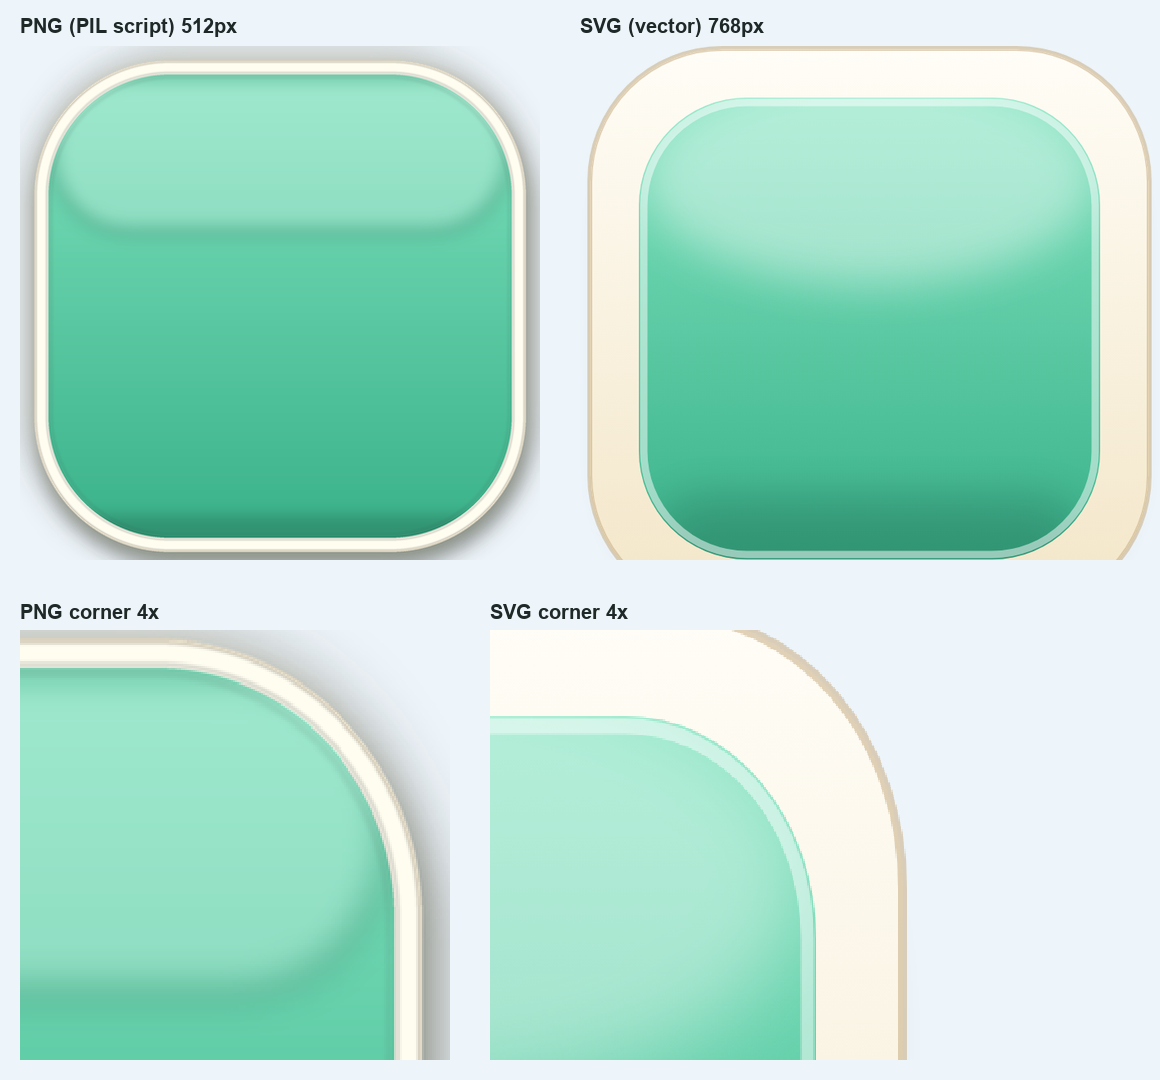 PNG (PIL script) 512px
SVG (vector) 768px
PNG corner 4x
SVG corner 4x